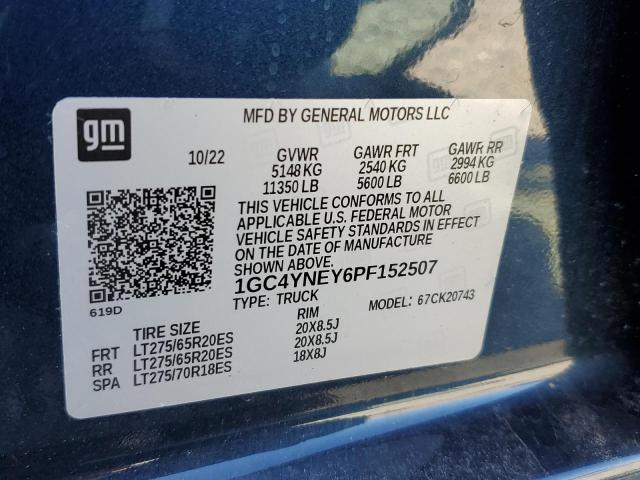 gm
MFD BY GENERAL MOTORS LLC
10/22 GVWR GAWR FRT GAWR RR
5148 KG 2540 KG 2994 KG
11350 LB 5600 LB 6600 LB
THIS VEHICLE CONFORMS TO ALL
APPLICABLE U.S. FEDERAL MOTOR
VEHICLE SAFETY STANDARDS IN EFFECT
ON THE DATE OF MANUFACTURE
SHOWN ABOVE.
1GC4YNEY6PF152507
TYPE: TRUCK MODEL: 67CK20743
619D
TIRE SIZE RIM
FRT LT275/65R20ES 20X8.5J
RR LT275/65R20ES 20X8.5J
SPA LT275/70R18ES 18X8J